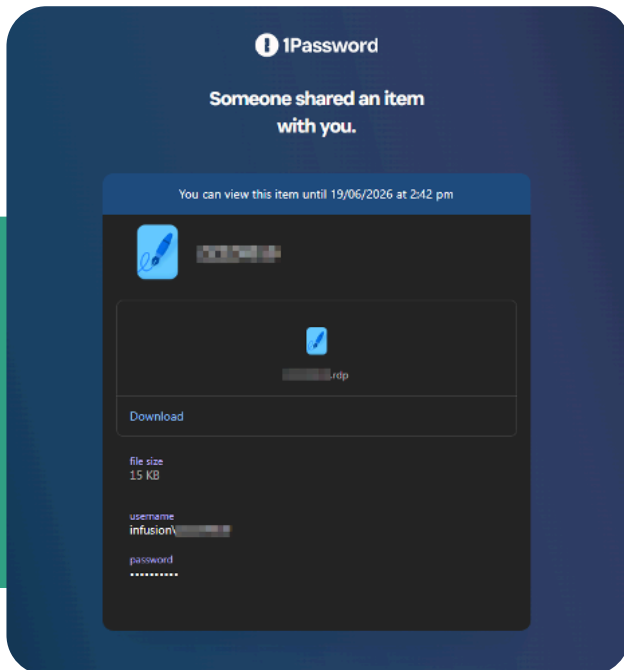 1Password
Someone shared an item
with you.
You can view this item until 19/06/2026 at 2:42 pm
.rdp
Download
file size
15 KB
username
infusion\
password
••••••••••